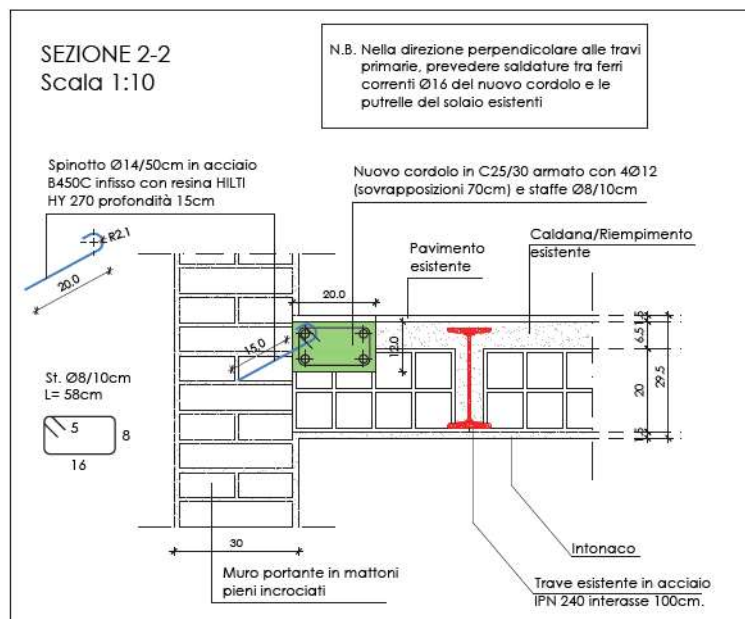 SEZIONE 2-2
Scala 1:10
N.B. Nella direzione perpendicolare alle travi
primarie, prevedere saldature tra ferri
correnti Ø16 del nuovo cordolo e le
putrelle del solaio esistenti
Spinotto Ø14/50cm in acciaio
B450C infisso con resina HILTI
HY 270 profondità 15cm
Nuovo cordolo in C25/30 armato con 4Ø12
(sovrapposizioni 70cm) e staffe Ø8/10cm
R2.1
20.0
Pavimento
esistente
Caldana/Riempimento
esistente
20.0
15.0
12.0
1.5
6.5
20
29.5
1.5
St. Ø8/10cm
L= 58cm
5
8
16
30
Muro portante in mattoni
pieni incrociati
Intonaco
Trave esistente in acciaio
IPN 240 interasse 100cm.